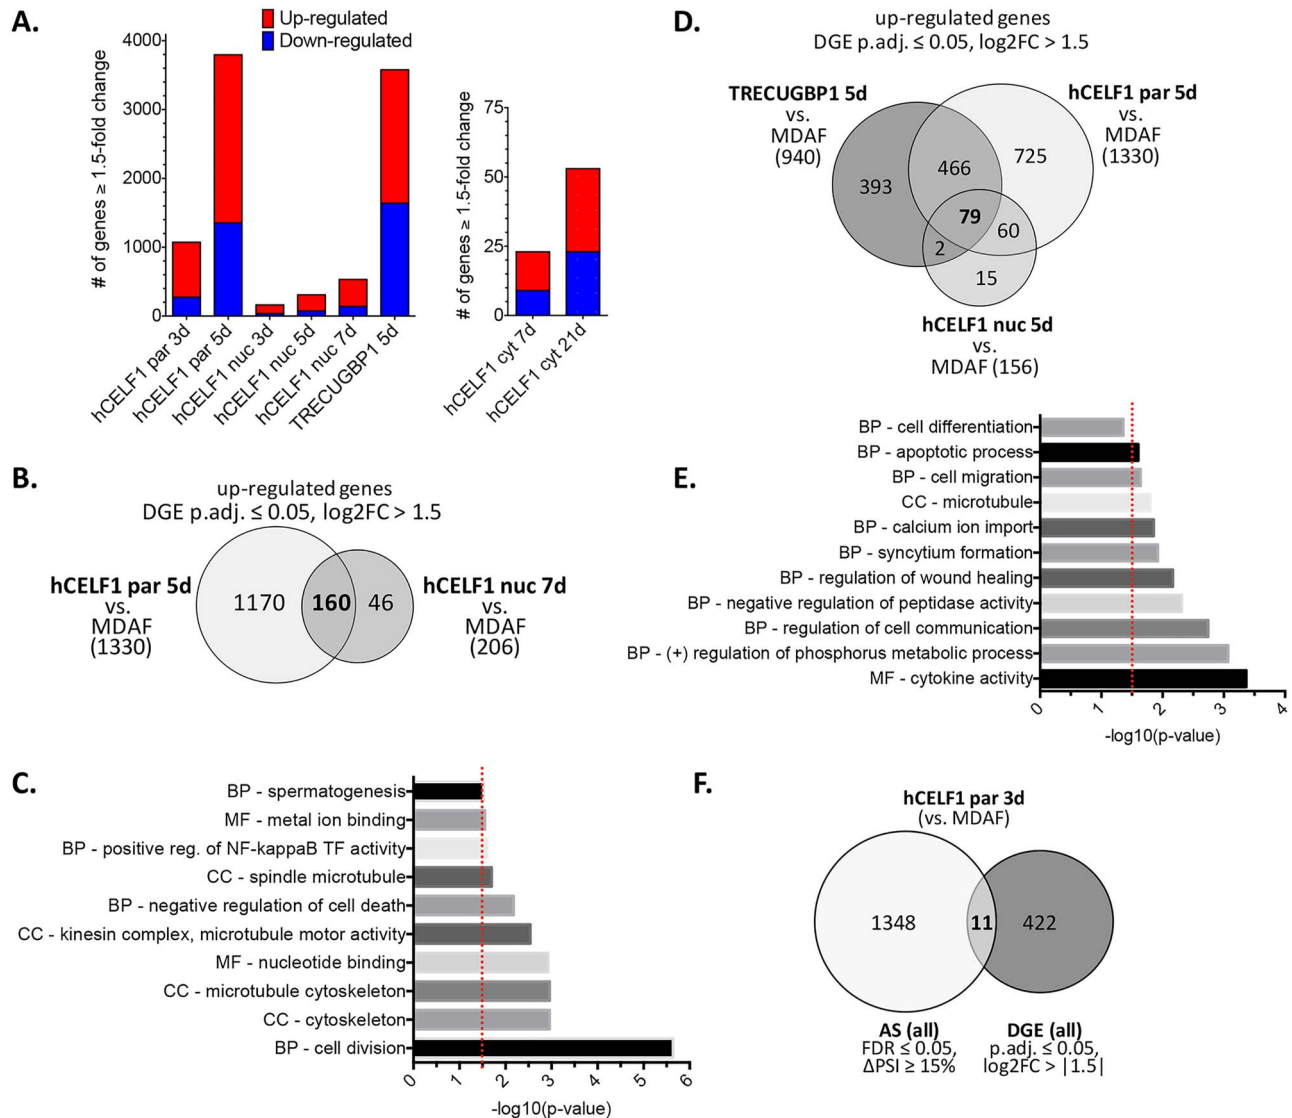 A.
Up-regulated
Down-regulated
# of genes ≥ 1.5-fold change
4000
3000
2000
1000
0
hCELF1 par 3d
hCELF1 par 5d
hCELF1 nuc 3d
hCELF1 nuc 5d
hCELF1 nuc 7d
TRECUGBP1 5d
# of genes ≥ 1.5-fold change
75
50
25
0
hCELF1 cyt 7d
hCELF1 cyt 21d
B.
up-regulated genes
DGE p.adj. ≤ 0.05, log2FC > 1.5
hCELF1 par 5d
vs.
MDAF
(1330)
1170
160
46
hCELF1 nuc 7d
vs.
MDAF
(206)
C.
BP - spermatogenesis
MF - metal ion binding
BP - positive reg. of NF-kappaB TF activity
CC - spindle microtubule
BP - negative regulation of cell death
CC - kinesin complex, microtubule motor activity
MF - nucleotide binding
CC - microtubule cytoskeleton
CC - cytoskeleton
BP - cell division
0 1 2 3 4 5 6
-log10(p-value)
D.
up-regulated genes
DGE p.adj. ≤ 0.05, log2FC > 1.5
TRECUGBP1 5d
vs.
MDAF
(940)
hCELF1 par 5d
vs.
MDAF
(1330)
393
466
725
79
2
60
15
hCELF1 nuc 5d
vs.
MDAF (156)
E.
BP - cell differentiation
BP - apoptotic process
BP - cell migration
CC - microtubule
BP - calcium ion import
BP - syncytium formation
BP - regulation of wound healing
BP - negative regulation of peptidase activity
BP - regulation of cell communication
BP - (+) regulation of phosphorus metabolic process
MF - cytokine activity
0 1 2 3 4
-log10(p-value)
F.
hCELF1 par 3d
(vs. MDAF)
1348
11
422
AS (all)
FDR ≤ 0.05,
ΔPSI ≥ 15%
DGE (all)
p.adj. ≤ 0.05,
log2FC > |1.5|